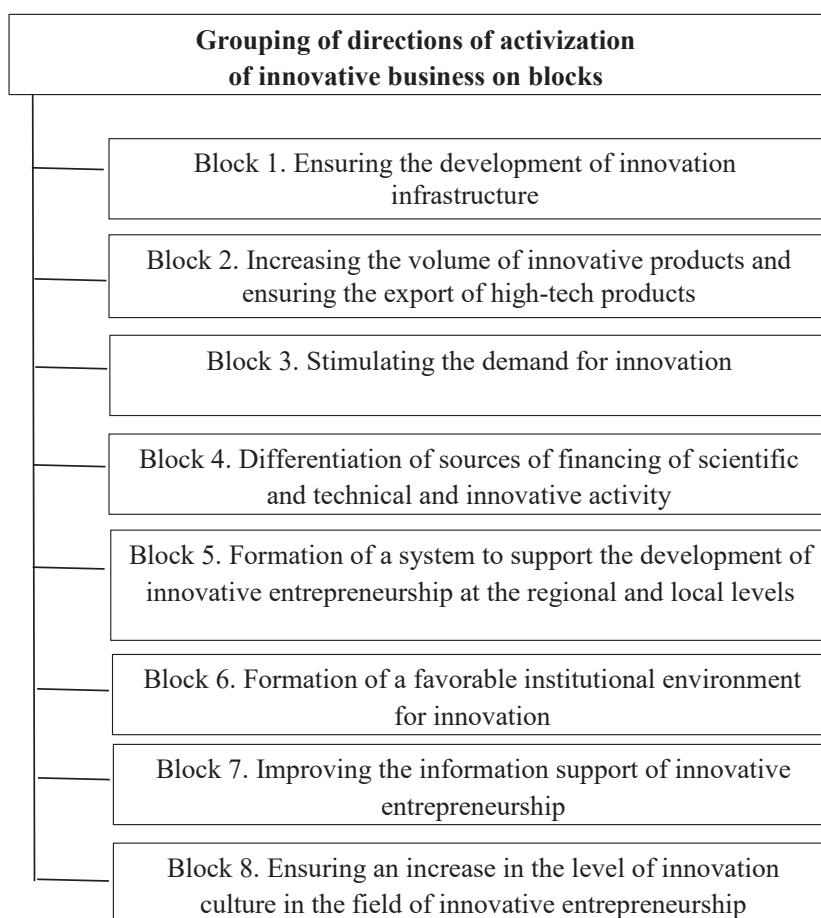 Grouping of directions of activization
of innovative business on blocks
Block 1. Ensuring the development of innovation
infrastructure
Block 2. Increasing the volume of innovative products and
ensuring the export of high-tech products
Block 3. Stimulating the demand for innovation
Block 4. Differentiation of sources of financing of scientific
and technical and innovative activity
Block 5. Formation of a system to support the development of
innovative entrepreneurship at the regional and local levels
Block 6. Formation of a favorable institutional environment
for innovation
Block 7. Improving the information support of innovative
entrepreneurship
Block 8. Ensuring an increase in the level of innovation
culture in the field of innovative entrepreneurship